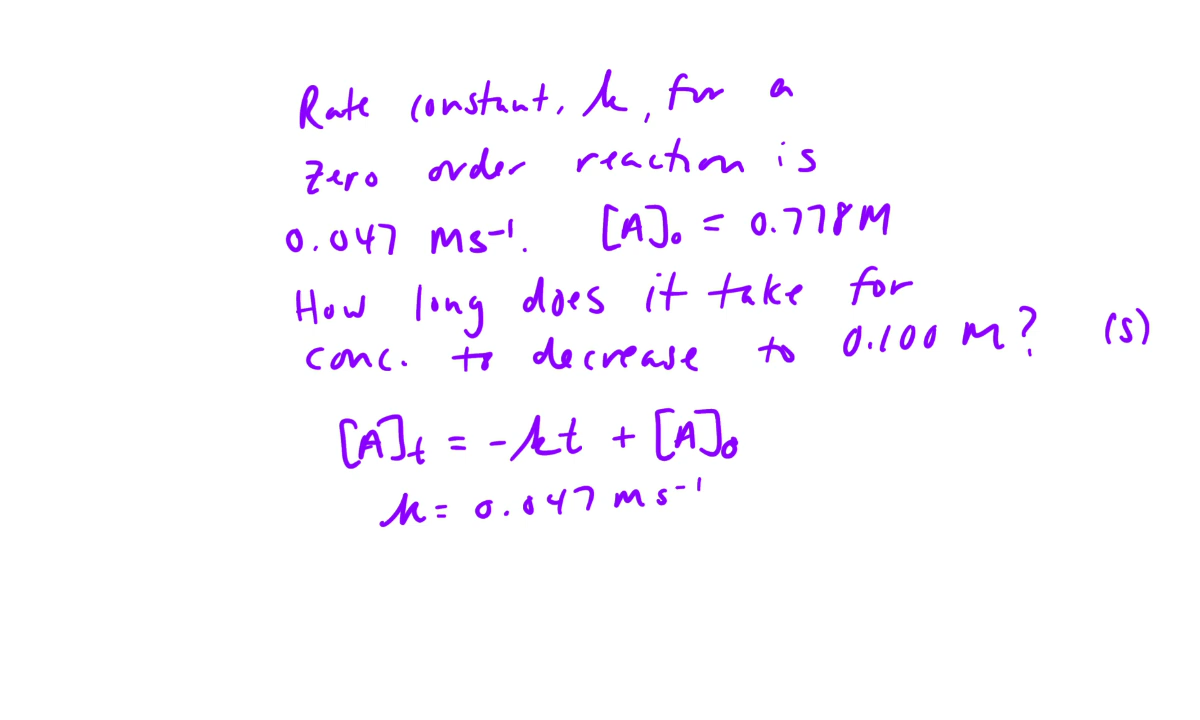 Rate constant, k, for a
zero order reaction is
0.047 Ms⁻¹. [A]₀ = 0.778M
How long does it take for
conc. to decrease to 0.100 M? (s)
[A]t = -kt + [A]₀
k = 0.047 Ms⁻¹